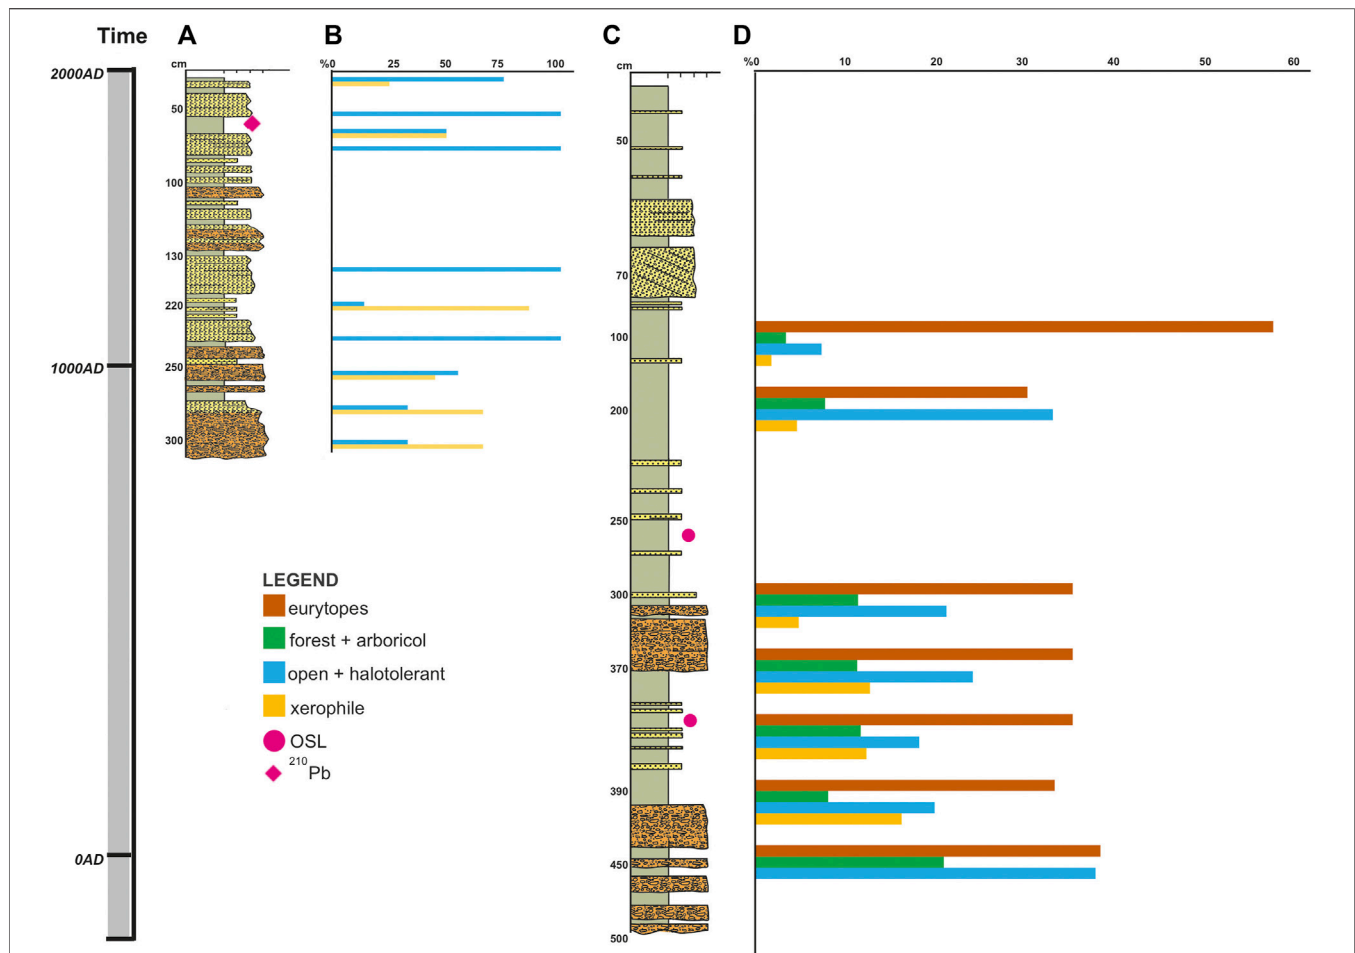 Time A B C D
2000AD
1000AD
0AD
cm
50
100
130
220
250
300
%0 25 50 75 100
cm
50
70
100
200
250
300
370
390
450
500
%0 10 20 30 40 50 60
LEGEND
eurytopes
forest + arboricol
open + halotolerant
xerophile
OSL
210Pb